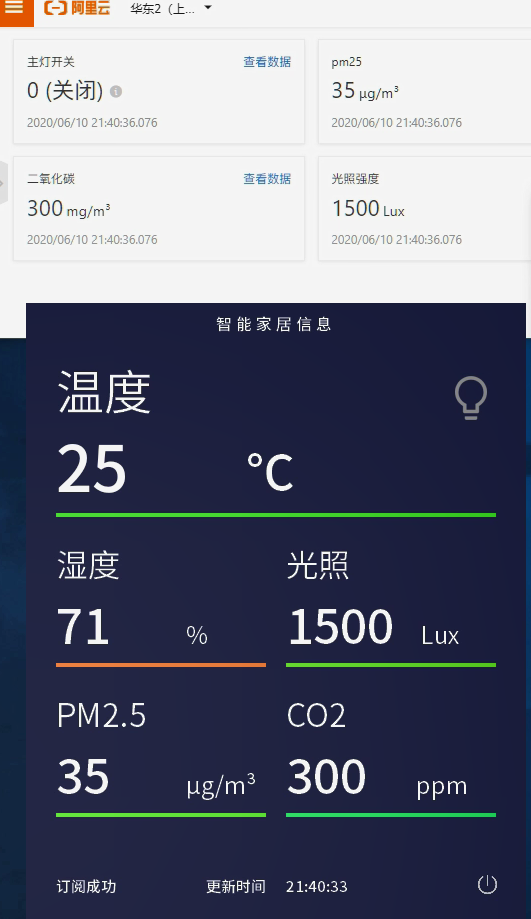 阿里云 华东2（上...
主灯开关 查看数据
0 (关闭)
2020/06/10 21:40:36.076
pm25
35 μg/m³
2020/06/10 21:40:36.076
二氧化碳 查看数据
300 mg/m³
2020/06/10 21:40:36.076
光照强度
1500 Lux
2020/06/10 21:40:36.076
智能家居信息
温度
25 °C
湿度
71 %
光照
1500 Lux
PM2.5
35 μg/m³
CO2
300 ppm
订阅成功 更新时间 21:40:33